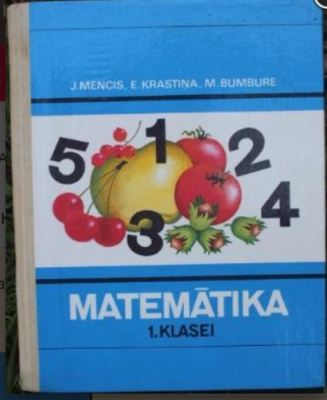 J. MENCIS, E. KRASTIŅA, M. BUMBURE
5 1 2
3 4
MATEMĀTIKA
1. KLASEI